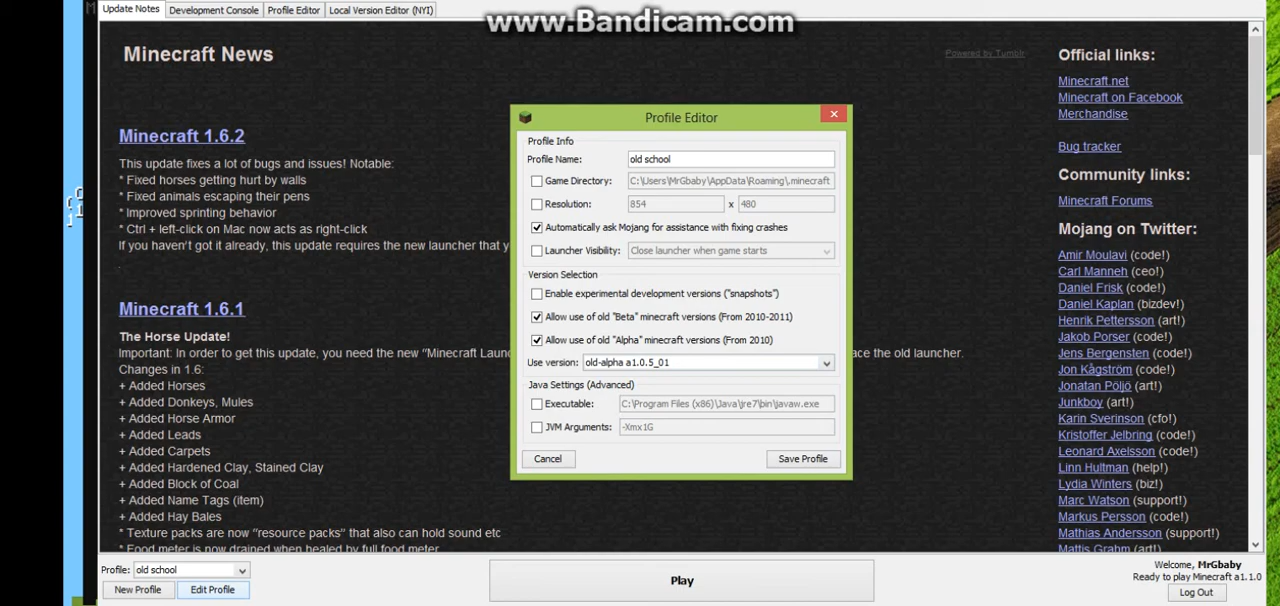 www.Bandicam.com
Update Notes
Development Console
Profile Editor
Local Version Editor (NYI)
Minecraft News
Powered by Tumblr
Minecraft 1.6.2
This update fixes a lot of bugs and issues! Notable:
* Fixed horses getting hurt by walls
* Fixed animals escaping their pens
* Improved sprinting behavior
* Ctrl + left-click on Mac now acts as right-click
If you haven't got it already, this update requires the new launcher that y
Minecraft 1.6.1
The Horse Update!
Important: In order to get this update, you need the new "Minecraft Laun
ace the old launcher.
Changes in 1.6:
+ Added Horses
+ Added Donkeys, Mules
+ Added Horse Armor
+ Added Leads
+ Added Carpets
+ Added Hardened Clay, Stained Clay
+ Added Block of Coal
+ Added Name Tags (item)
+ Added Hay Bales
* Texture packs are now "resource packs" that also can hold sound etc
* Food meter is now drained when healed by full food meter
Profile Editor
Profile Info
Profile Name: old school
Game Directory: C:\Users\MrGbaby\AppData\Roaming\.minecraft
Resolution: 854 x 480
Automatically ask Mojang for assistance with fixing crashes
Launcher Visibility: Close launcher when game starts
Version Selection
Enable experimental development versions ("snapshots")
Allow use of old "Beta" minecraft versions (From 2010-2011)
Allow use of old "Alpha" minecraft versions (From 2010)
Use version: old-alpha a1.0.5_01
Java Settings (Advanced)
Executable: C:\Program Files (x86)\Java\jre7\bin\javaw.exe
JVM Arguments: -Xmx1G
Cancel
Save Profile
Official links:
Minecraft.net
Minecraft on Facebook
Merchandise
Bug tracker
Community links:
Minecraft Forums
Mojang on Twitter:
Amir Moulavi (code!)
Carl Manneh (ceo!)
Daniel Frisk (code!)
Daniel Kaplan (bizdev!)
Henrik Pettersson (art!)
Jakob Porser (code!)
Jens Bergensten (code!)
Jon Kågström (code!)
Jonatan Pöljö (art!)
Junkboy (art!)
Karin Severinson (cfo!)
Kristoffer Jelbring (code!)
Leonard Axelsson (code!)
Linn Hultman (help!)
Lydia Winters (biz!)
Marc Watson (support!)
Markus Persson (code!)
Mathias Andersson (support!)
Mattis Grahm (art!)
Profile: old school
New Profile
Edit Profile
Play
Welcome, MrGbaby
Ready to play Minecraft a1.1.0
Log Out